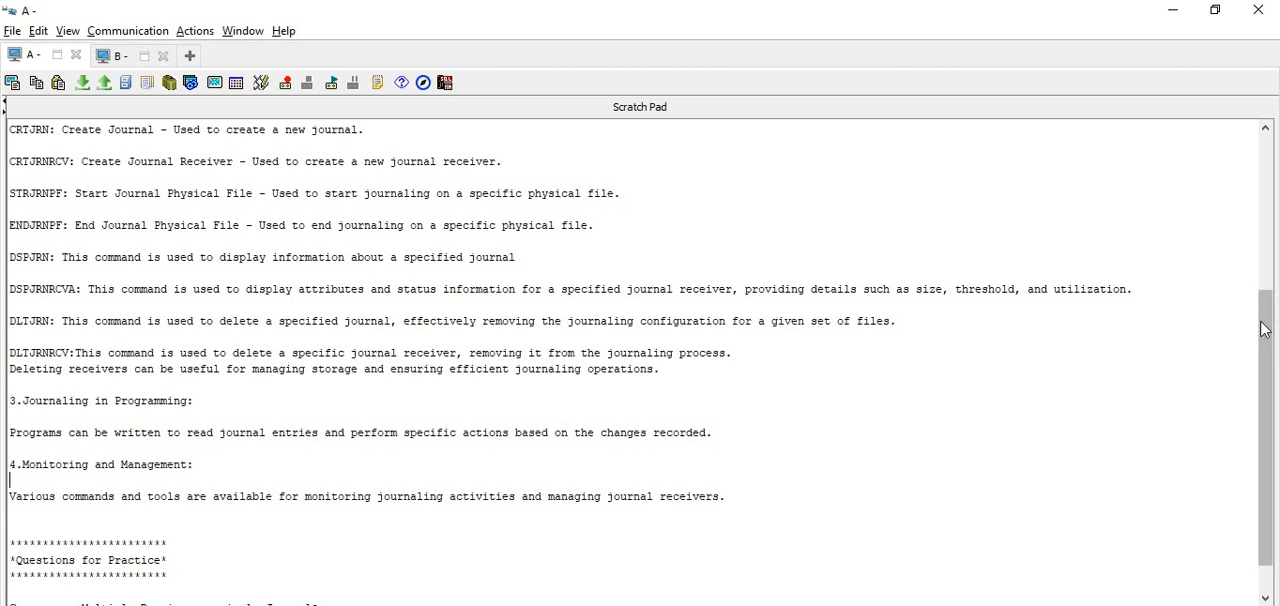 A -
File Edit View Communication Actions Window Help
A - B -
Scratch Pad
CRTJRN: Create Journal - Used to create a new journal.
CRTJRNRCV: Create Journal Receiver - Used to create a new journal receiver.
STRJRNPF: Start Journal Physical File - Used to start journaling on a specific physical file.
ENDJRNPF: End Journal Physical File - Used to end journaling on a specific physical file.
DSPJRN: This command is used to display information about a specified journal
DSPJRNRCVA: This command is used to display attributes and status information for a specified journal receiver, providing details such as size, threshold, and utilization.
DLTJRN: This command is used to delete a specified journal, effectively removing the journaling configuration for a given set of files.
DLTJRNRCV:This command is used to delete a specific journal receiver, removing it from the journaling process.
Deleting receivers can be useful for managing storage and ensuring efficient journaling operations.
3.Journaling in Programming:
Programs can be written to read journal entries and perform specific actions based on the changes recorded.
4.Monitoring and Management:
Various commands and tools are available for monitoring journaling activities and managing journal receivers.
************************
*Questions for Practice*
************************